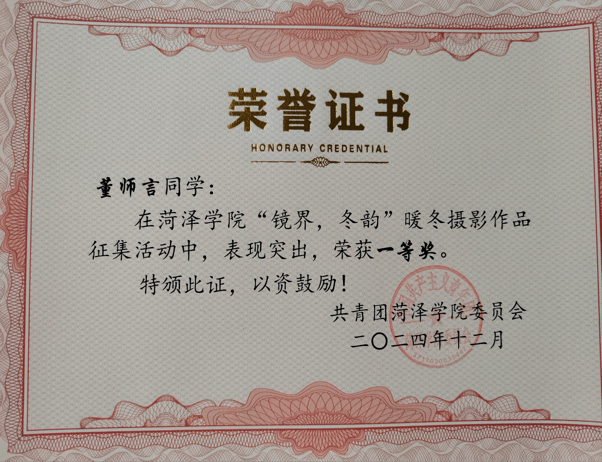 荣誉证书
HONORARY CREDENTIAL
董师言同学：
在菏泽学院“镜界，冬韵”暖冬摄影作品
征集活动中，表现突出，荣获一等奖。
特颁此证，以资鼓励！
共青团菏泽学院委员会
二〇二四年十二月